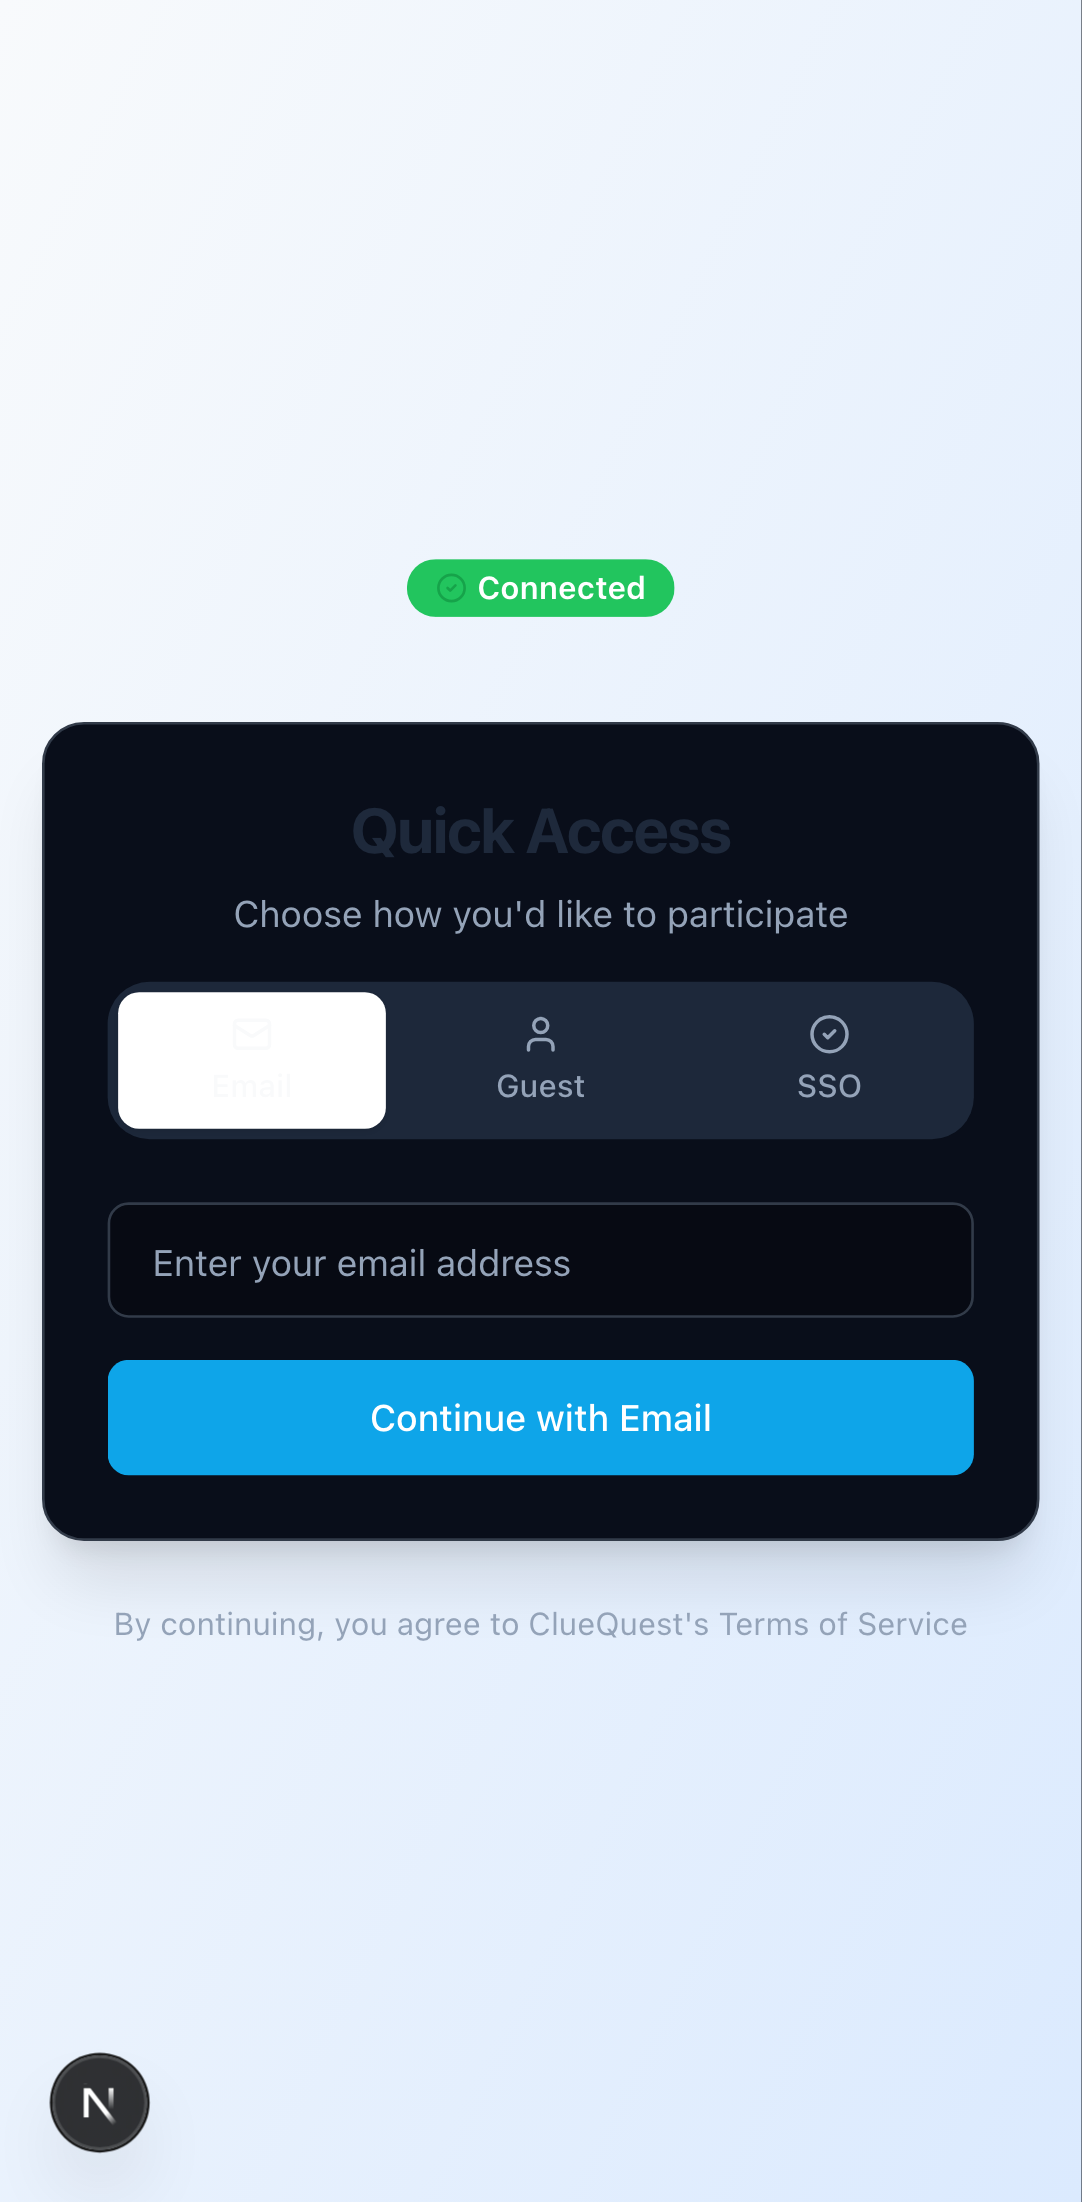 Connected
Quick Access
Choose how you'd like to participate
Email
Guest
SSO
Enter your email address
Continue with Email
By continuing, you agree to ClueQuest's Terms of Service
N